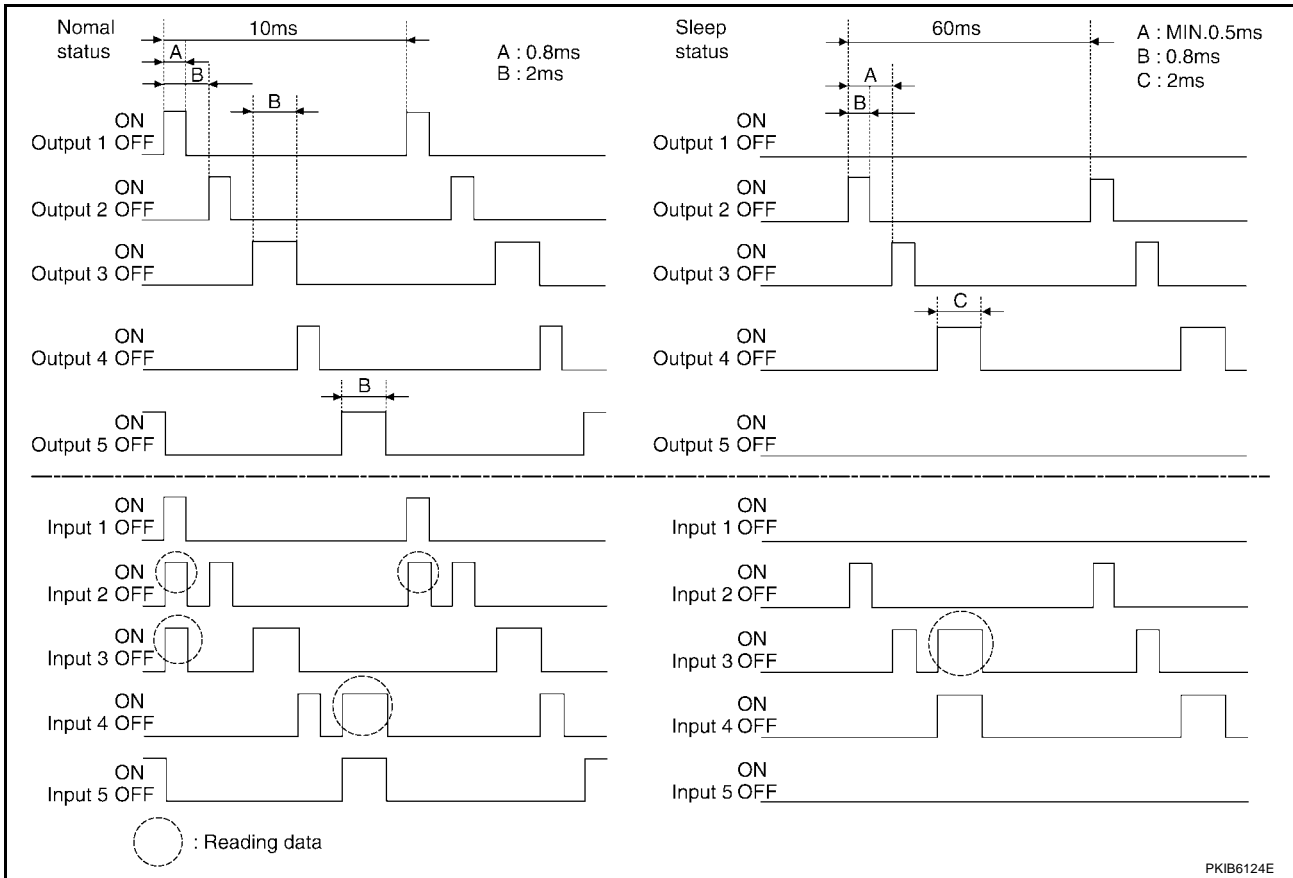 Nomal
status
10ms
A
B
B
A : 0.8ms
B : 2ms
ON
Output 1 OFF
ON
Output 2 OFF
ON
Output 3 OFF
ON
Output 4 OFF
B
ON
Output 5 OFF
Sleep
status
60ms
A
B
A : MIN.0.5ms
B : 0.8ms
C : 2ms
ON
Output 1 OFF
ON
Output 2 OFF
ON
Output 3 OFF
C
ON
Output 4 OFF
ON
Output 5 OFF
ON
Input 1 OFF
ON
Input 2 OFF
ON
Input 3 OFF
ON
Input 4 OFF
ON
Input 5 OFF
: Reading data
ON
Input 1 OFF
ON
Input 2 OFF
ON
Input 3 OFF
ON
Input 4 OFF
ON
Input 5 OFF
PKIB6124E